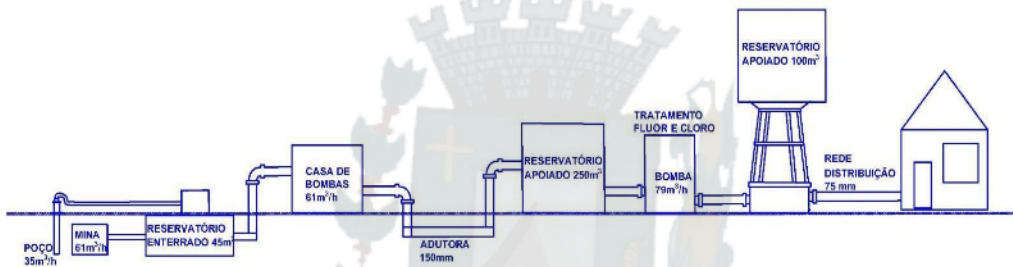 POÇO
35m³/h
MINA
61m³/h
RESERVATÓRIO
ENTERRADO 45m³
CASA DE
BOMBAS
61m³/h
ADUTORA
150mm
RESERVATÓRIO
APOIADO 250m³
TRATAMENTO
FLUOR E CLORO
BOMBA
79m³/h
RESERVATÓRIO
APOIADO 100m³
REDE
DISTRIBUIÇÃO
75 mm